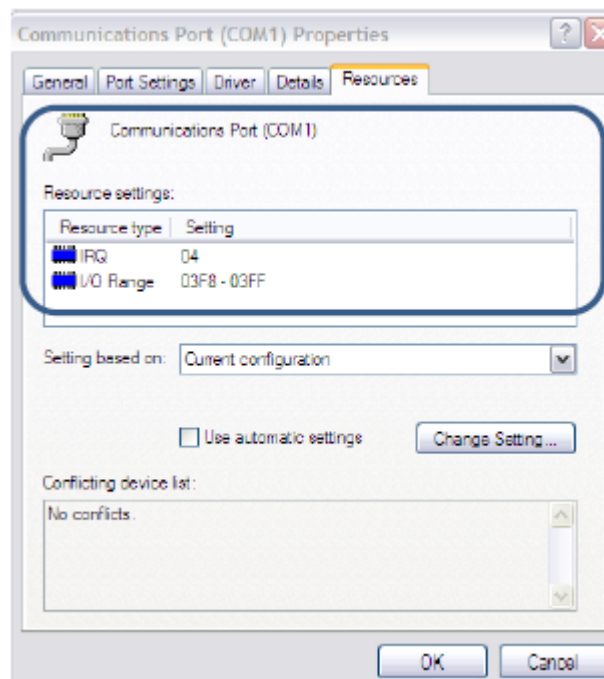 Communications Port (COM1) Properties
?
General Port Settings Driver Details Resources
Communications Port (COM1)
Resource settings:
Resource type Setting
IRQ 04
I/O Range 03F8 - 03FF
Setting based on: Current configuration
Use automatic settings Change Setting...
Conflicting device list:
No conflicts.
OK Cancel